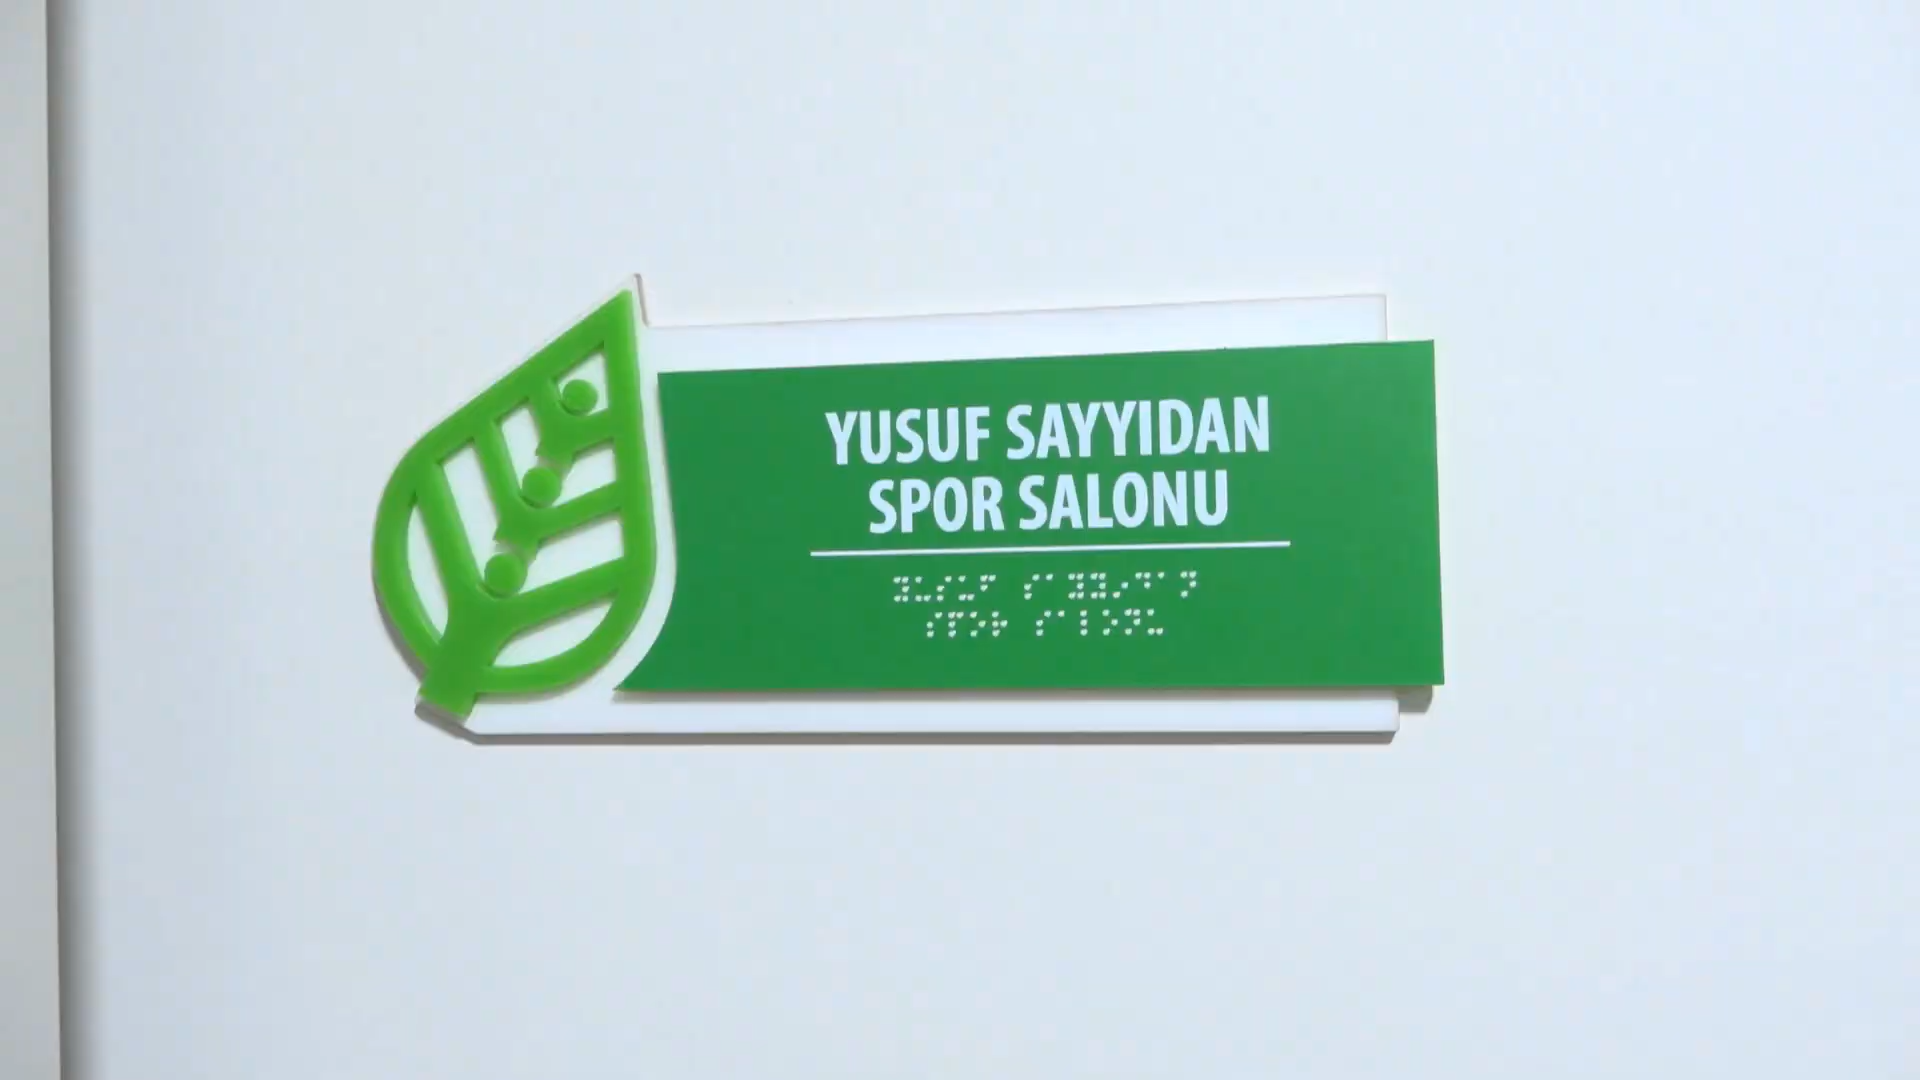 YUSUF SAYYIDAN
SPOR SALONU
⠽⠥⠎⠥⠋ ⠎⠁⠽⠽⠔⠙⠁⠝
⠎⠏⠕⠗ ⠎⠁⠇⠕⠝⠥